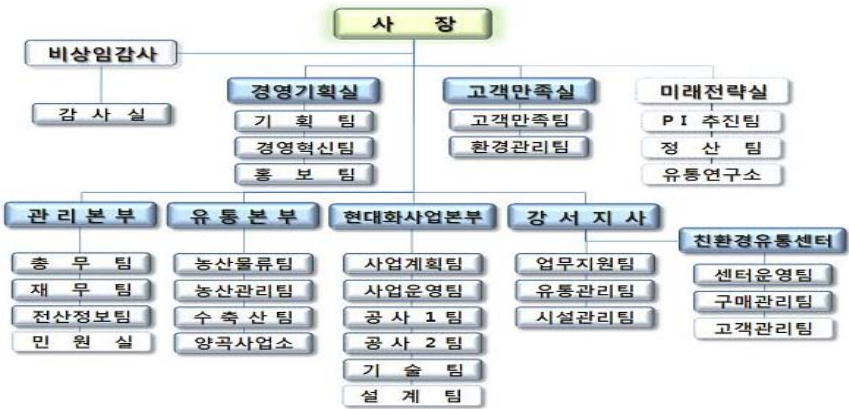 사 장
비상임감사
감 사 실
경영기획실
기 획 팀
경영혁신팀
홍 보 팀
고객만족실
고객만족팀
환경관리팀
미래전략실
PI 추진팀
정 산 팀
유통연구소
관리본부
총 무 팀
재 무 팀
전산정보팀
민 원 실
유통본부
농산물류팀
농산관리팀
수축산팀
양곡사업소
현대화사업본부
사업계획팀
사업운영팀
공 사 1 팀
공 사 2 팀
기 술 팀
설 계 팀
강서지사
업무지원팀
유통관리팀
시설관리팀
친환경유통센터
센터운영팀
구매관리팀
고객관리팀